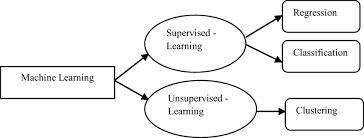 Regression
Supervised -
Learning
Classification
Machine Learning
Unsupervised -
Learning
Clustering